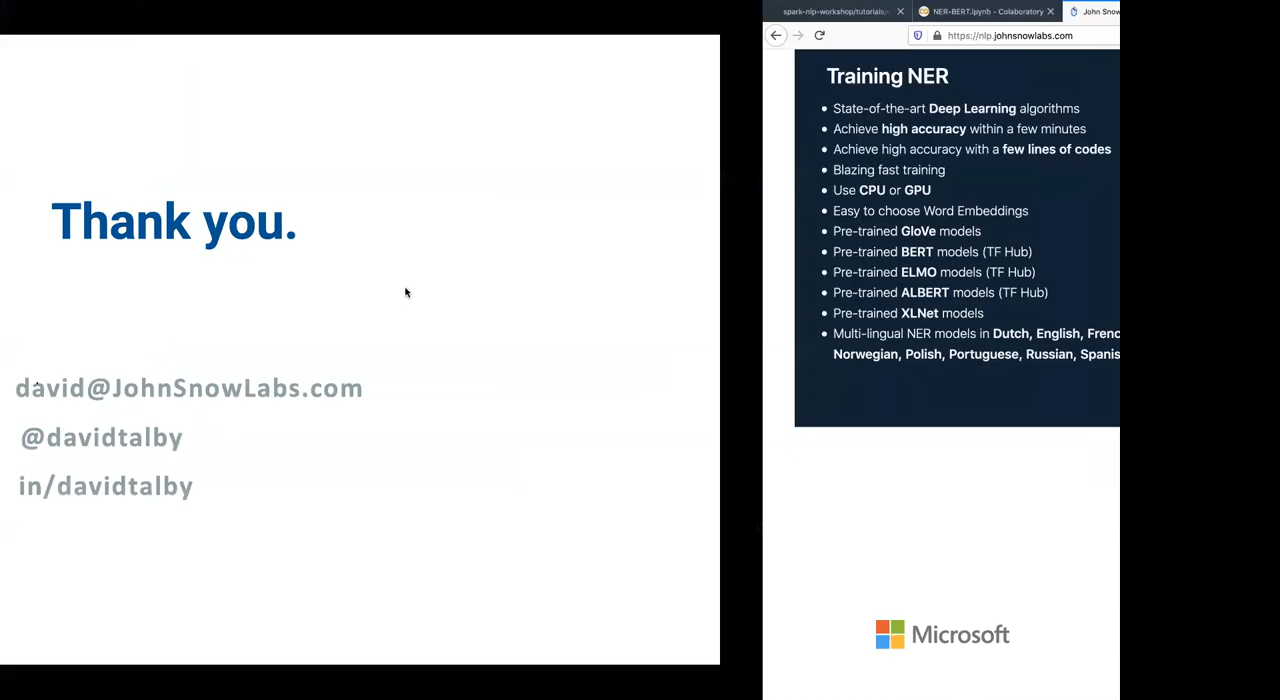 Thank you.
david@JohnSnowLabs.com
@davidtalby
in/davidtalby
spark-nlp-workshop/tutorials/
NER-BERT.ipynb - Colaboratory
John Snow
https://nlp.johnsnowlabs.com
Training NER
State-of-the-art Deep Learning algorithms
Achieve high accuracy within a few minutes
Achieve high accuracy with a few lines of codes
Blazing fast training
Use CPU or GPU
Easy to choose Word Embeddings
Pre-trained GloVe models
Pre-trained BERT models (TF Hub)
Pre-trained ELMO models (TF Hub)
Pre-trained ALBERT models (TF Hub)
Pre-trained XLNet models
Multi-lingual NER models in Dutch, English, Frenc
Norwegian, Polish, Portuguese, Russian, Spanis
Microsoft